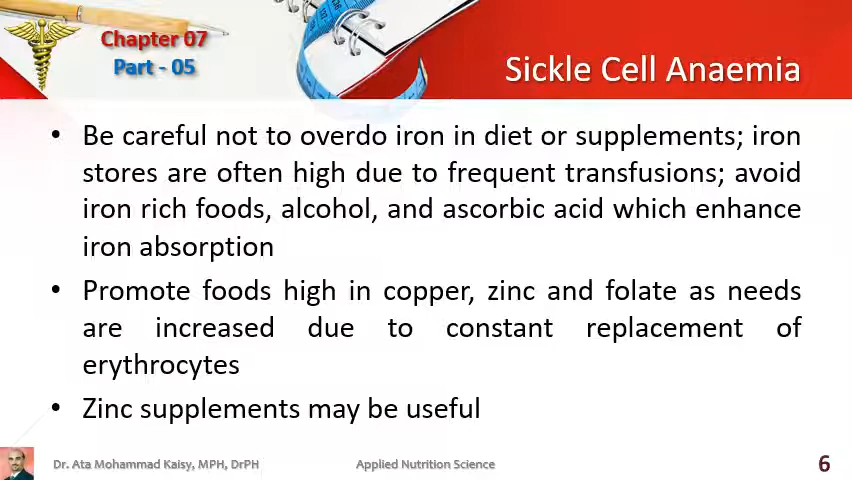 Chapter 07
Part - 05
Sickle Cell Anaemia
• Be careful not to overdo iron in diet or supplements; iron
stores are often high due to frequent transfusions; avoid
iron rich foods, alcohol, and ascorbic acid which enhance
iron absorption
• Promote foods high in copper, zinc and folate as needs
are increased due to constant replacement of
erythrocytes
• Zinc supplements may be useful
Dr. Ata Mohammad Kaisy, MPH, DrPH
Applied Nutrition Science
6